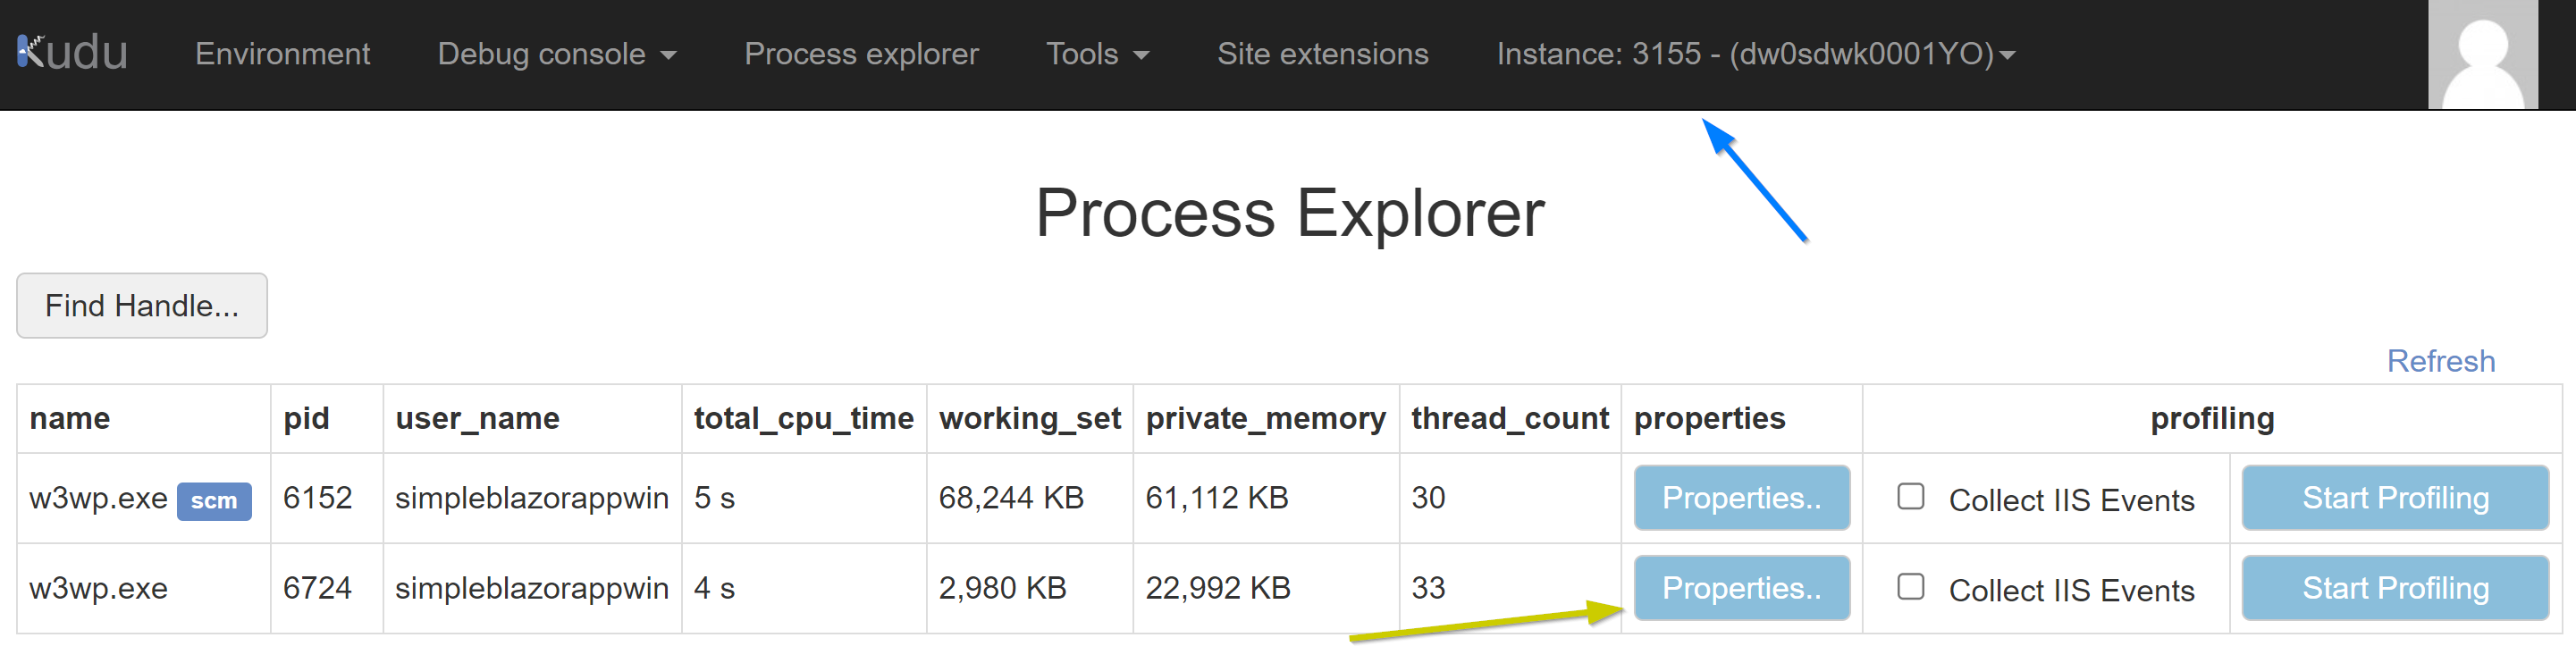 Kudu Environment Debug console Process explorer Tools Site extensions Instance: 3155 - (dw0sdwk0001YO)
Process Explorer
Find Handle...
Refresh
name pid user_name total_cpu_time working_set private_memory thread_count properties profiling
w3wp.exe scm 6152 simpleblazorappwin 5 s 68,244 KB 61,112 KB 30 Properties.. Collect IIS Events Start Profiling
w3wp.exe 6724 simpleblazorappwin 4 s 2,980 KB 22,992 KB 33 Properties.. Collect IIS Events Start Profiling